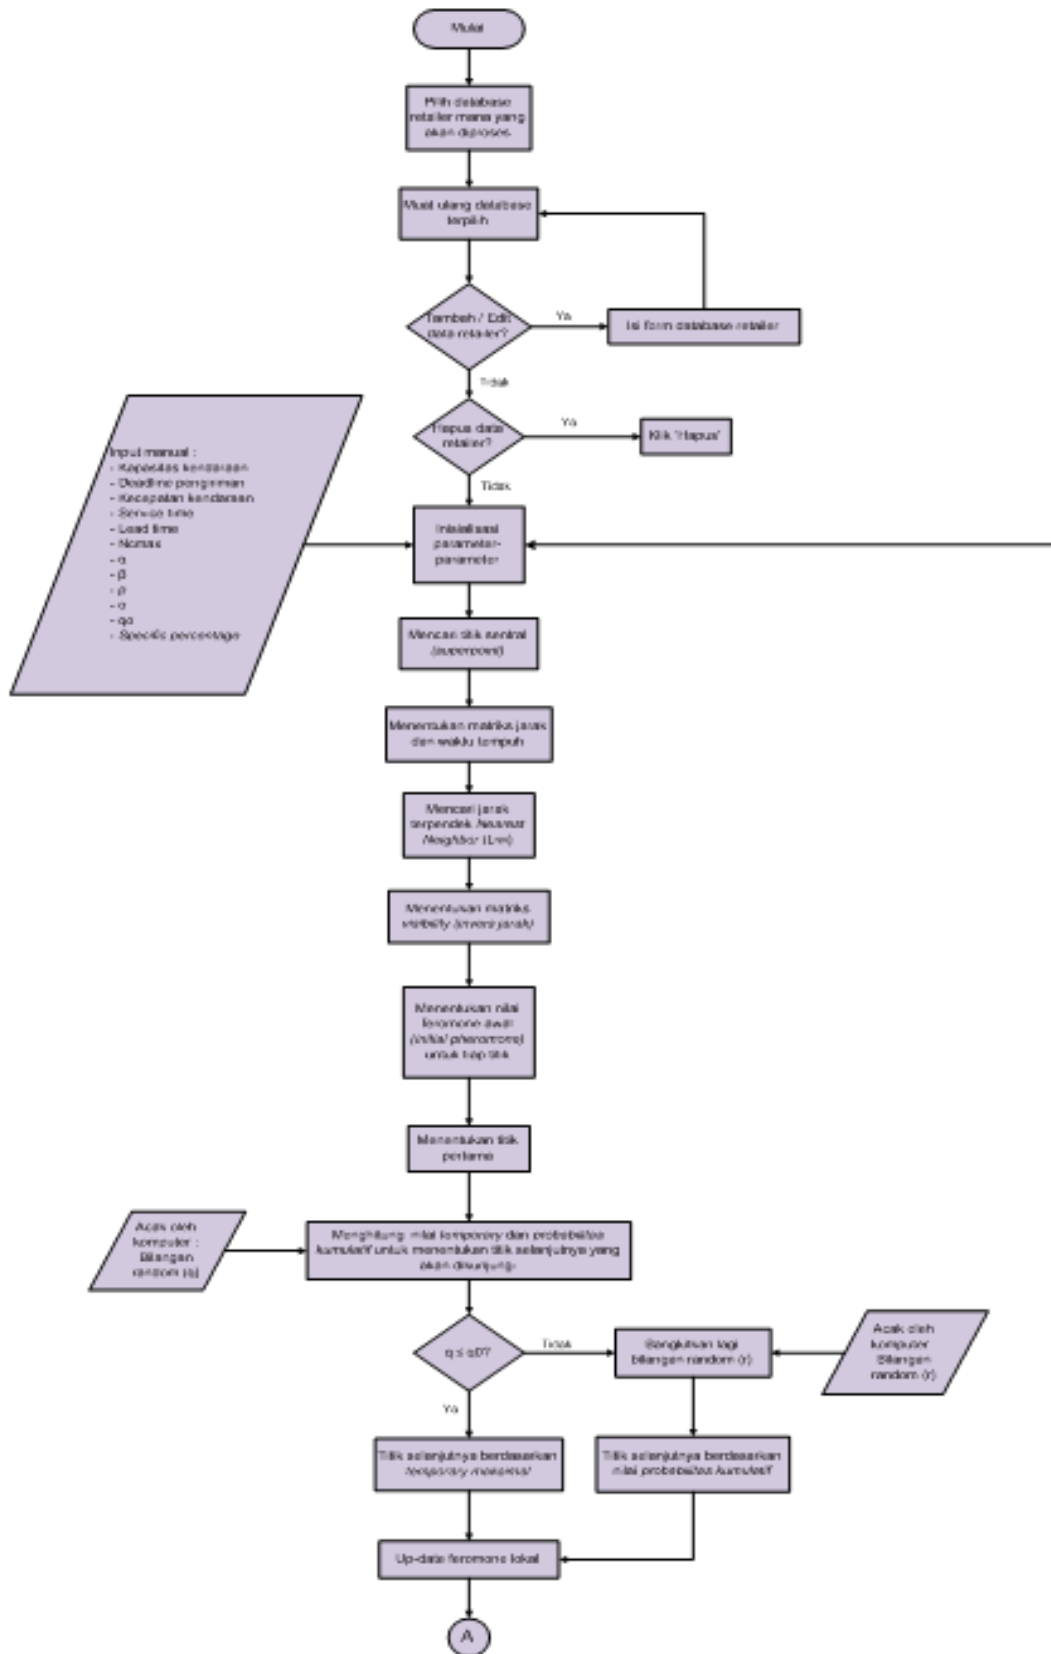 Mulai
Pilih database
retailer mana yang
akan diproses
Muat ulang database
terpilih
Tambah / Edit
data retailer?
Ya
Isi form database retailer
Tidak
Hapus data
retailer?
Ya
Klik 'Hapus'
Tidak
Input manual :
- Kapasitas kendaraan
- Deadline pengiriman
- Kecepatan kendaraan
- Service time
- Lead time
- Ncmax
- α
- β
- ρ
- qo
- Specific percentage
Inisialisasi
parameter-
parameter
Mencari titik sentral
(superpoint)
Menentukan matriks jarak
dan waktu tempuh
Mencari jarak
terpendek Nearest
Neighbor (Lnn)
Menentukan matriks
visibility (invers jarak)
Menentukan nilai
feromone awal
(initial pheromone)
untuk tiap titik
Menentukan titik
pertama
Acak oleh
komputer :
Bilangan
random (q)
Menghitung nilai temporary dan probabilitas
kumulatif untuk menentukan titik selanjutnya yang
akan dikunjungi
q ≤ q0?
Tidak
Bangkitkan lagi
bilangan random (r)
Acak oleh
komputer
Bilangan
random (r)
Ya
Titik selanjutnya berdasarkan
temporary maksimal
Titik selanjutnya berdasarkan
nilai probabilitas kumulatif
Up-date feromone lokal
A